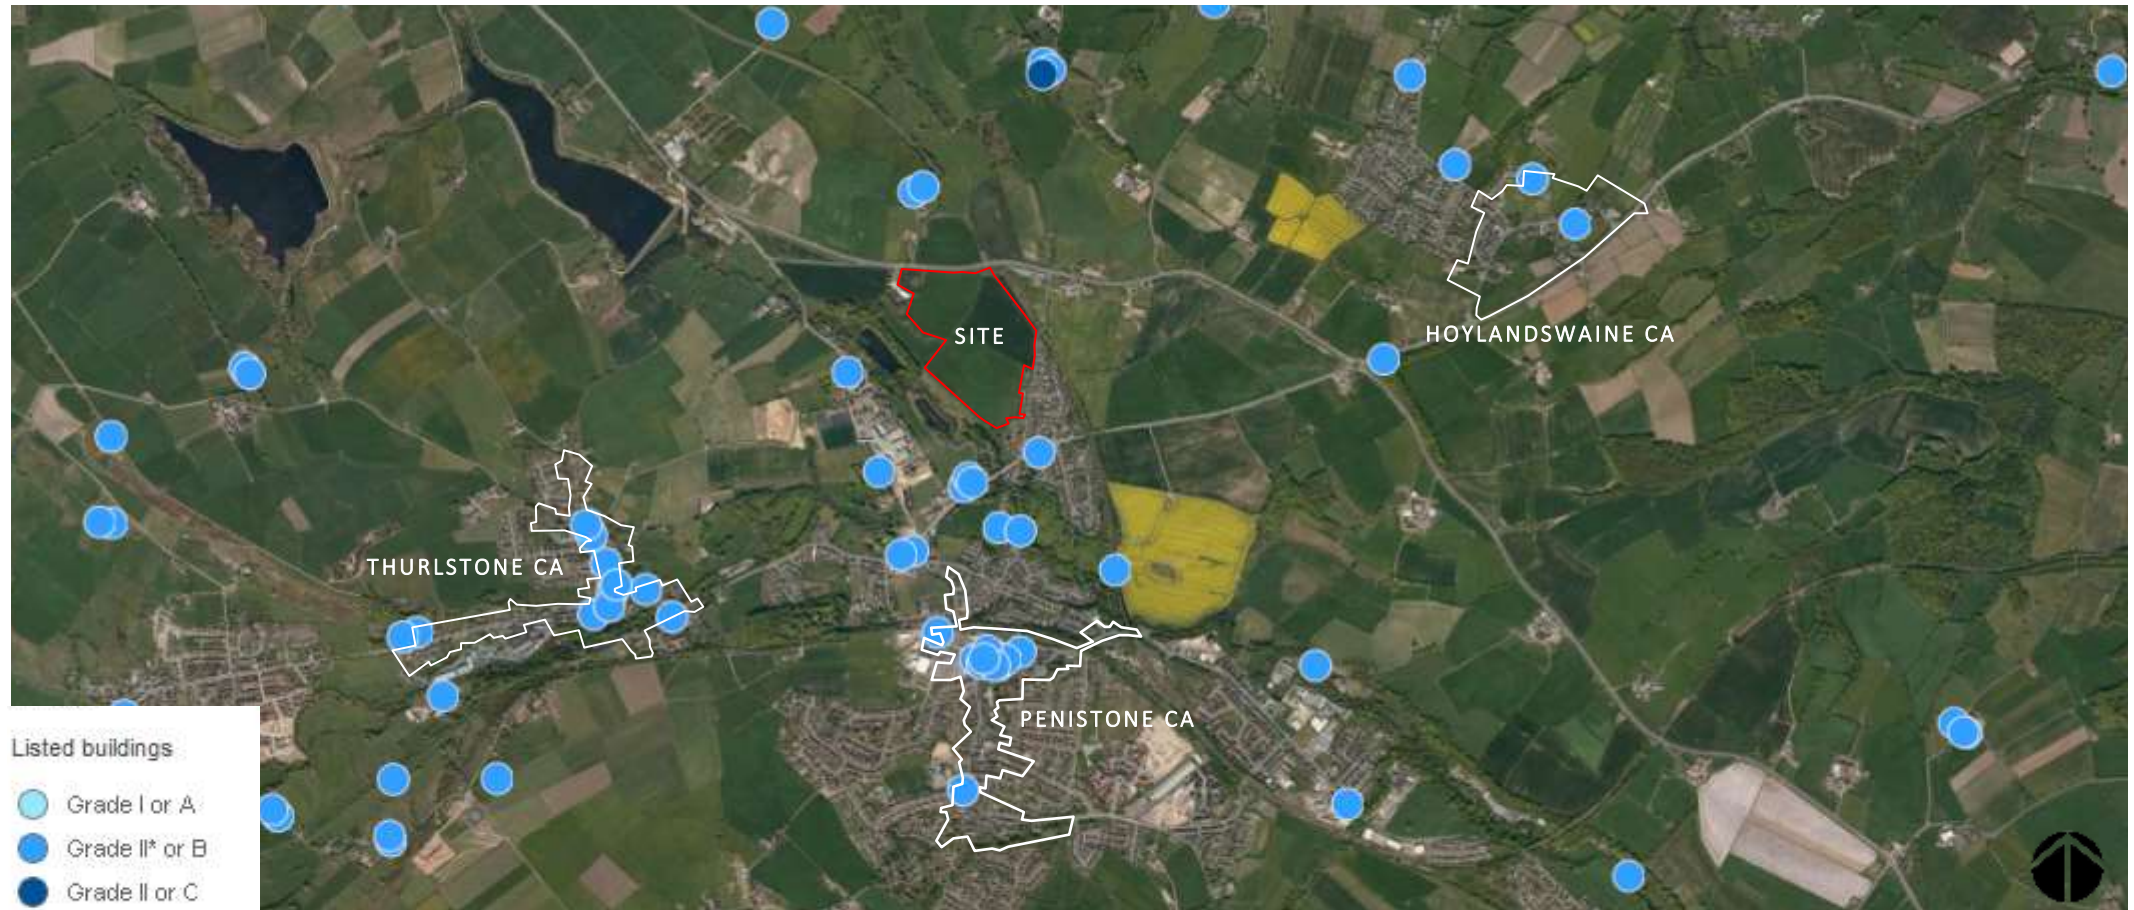 SITE
HOYLANDSWAINE CA
THURLSTONE CA
PENISTONE CA
Listed buildings
Grade I or A
Grade II* or B
Grade II or C